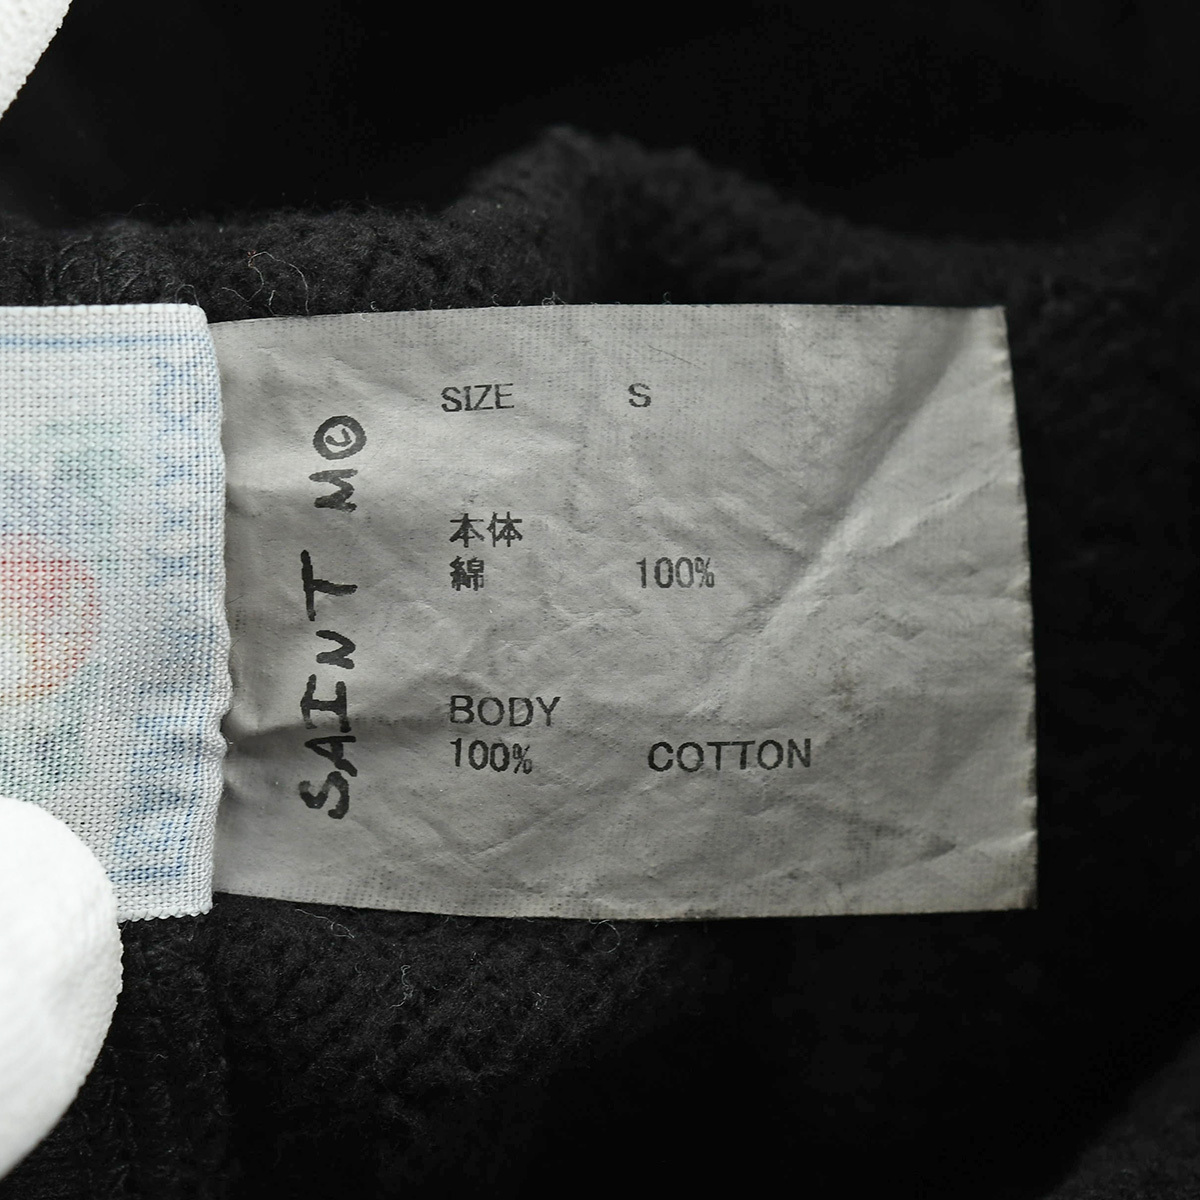 SAINT M©
SIZE S
本体
綿 100%
BODY
100% COTTON